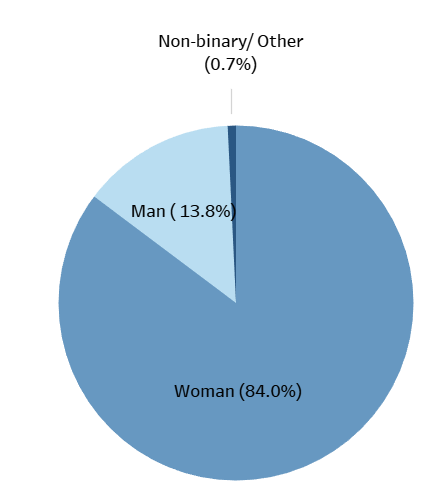 Non-binary/ Other
(0.7%)
Man ( 13.8%)
Woman (84.0%)